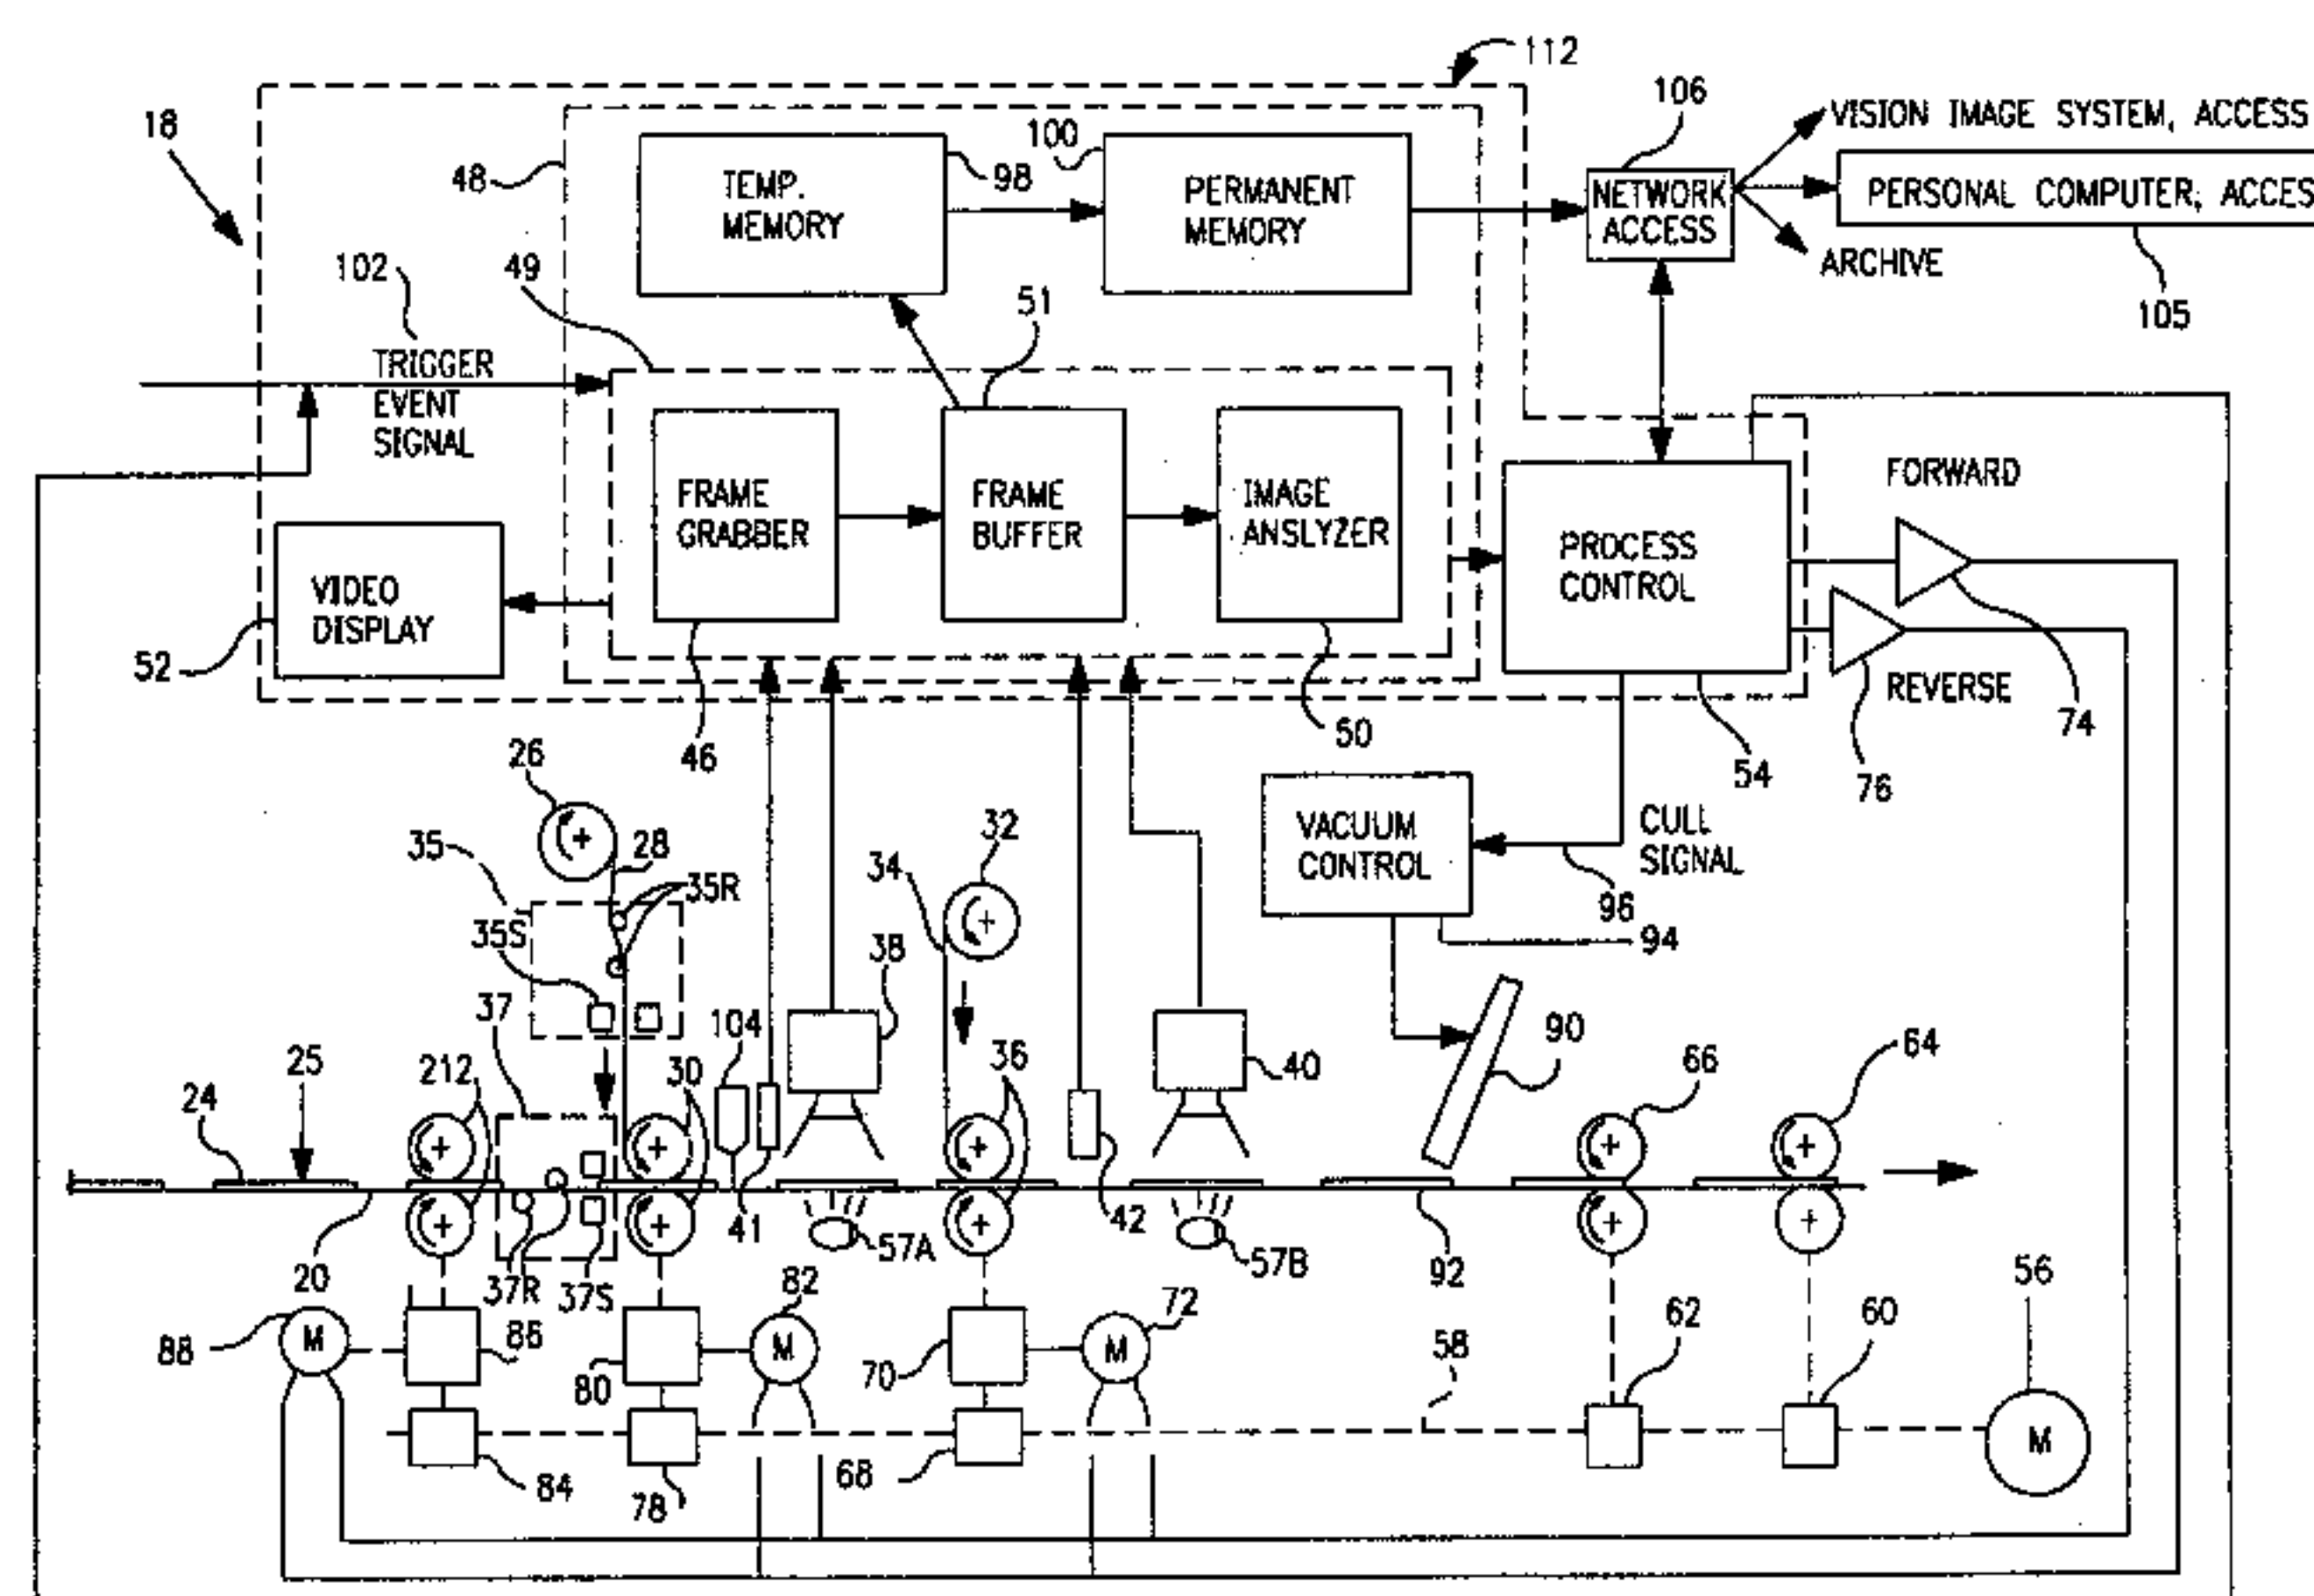 112
18
106
VISION IMAGE SYSTEM, ACCESS
100
48
TEMP.
MEMORY
98
PERMANENT
MEMORY
NETWORK
ACCESS
PERSONAL COMPUTER; ACCES
ARCHIVE
105
102
49
51
TRIGGER
EVENT
SIGNAL
FORWARD
FRAME
GRABBER
FRAME
BUFFER
IMAGE
ANSLYZER
PROCESS
CONTROL
VIDEO
DISPLAY
52
REVERSE
46
50
54
76
74
26
28
35
35R
35S
34
32
VACUUM
CONTROL
CULL
SIGNAL
96
94
38
37
104
25
24
212
30
36
40
90
66
64
41
42
57A
57B
92
20
37R
37S
82
72
56
88
86
80
70
58
62
60
M
M
M
M
84
78
68